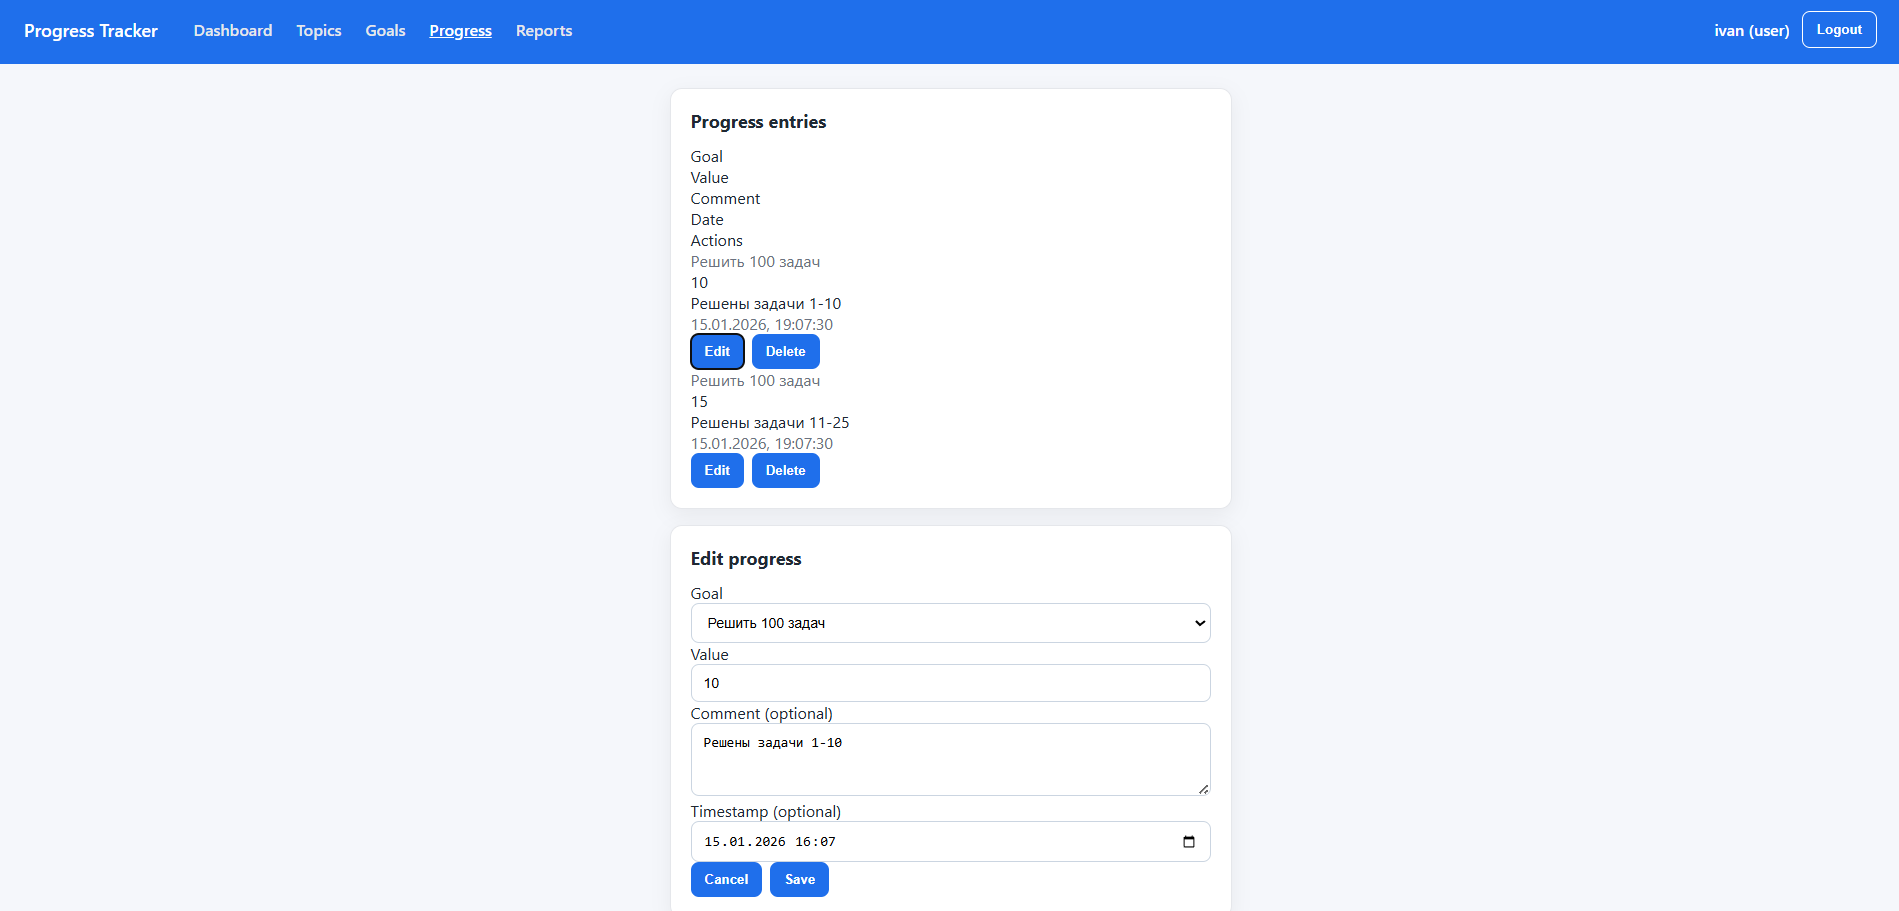 Progress Tracker Dashboard Topics Goals Progress Reports ivan (user) Logout
Progress entries
Goal
Value
Comment
Date
Actions
Решить 100 задач
10
Решены задачи 1-10
15.01.2026, 19:07:30
Edit Delete
Решить 100 задач
15
Решены задачи 11-25
15.01.2026, 19:07:30
Edit Delete
Edit progress
Goal
Решить 100 задач
Value
10
Comment (optional)
Решены задачи 1-10
Timestamp (optional)
15.01.2026 16:07
Cancel Save